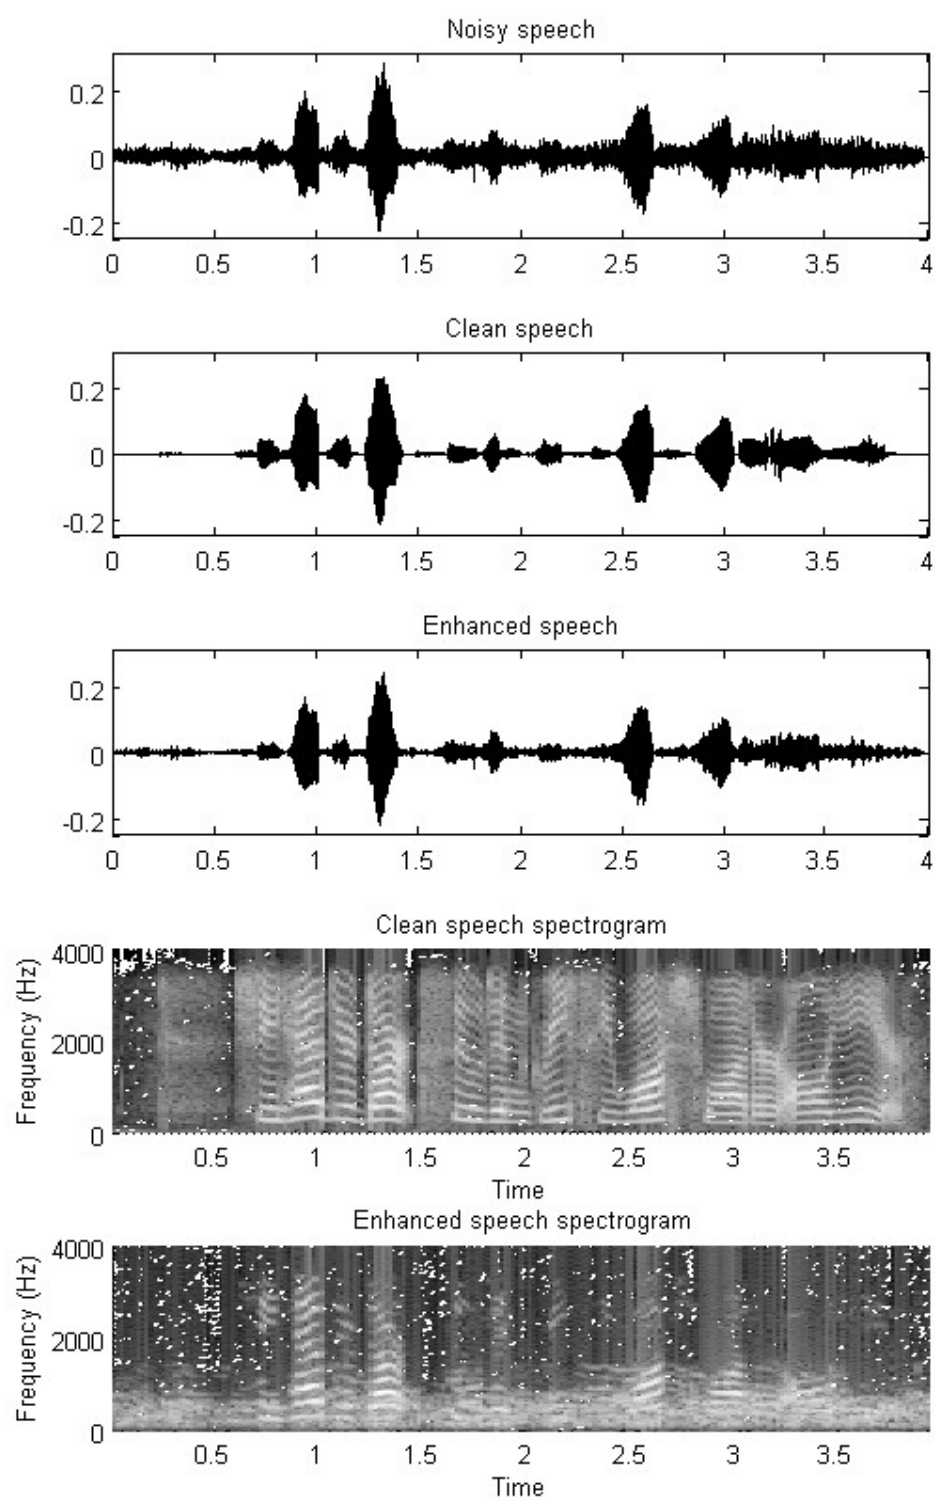 Noisy speech
0.2
0
-0.2
0 0.5 1 1.5 2 2.5 3 3.5 4
Clean speech
0.2
0
-0.2
0 0.5 1 1.5 2 2.5 3 3.5 4
Enhanced speech
0.2
0
-0.2
0 0.5 1 1.5 2 2.5 3 3.5 4
Clean speech spectrogram
Frequency (Hz)
4000
2000
0
0.5 1 1.5 2 2.5 3 3.5
Time
Enhanced speech spectrogram
Frequency (Hz)
4000
2000
0
0.5 1 1.5 2 2.5 3 3.5
Time